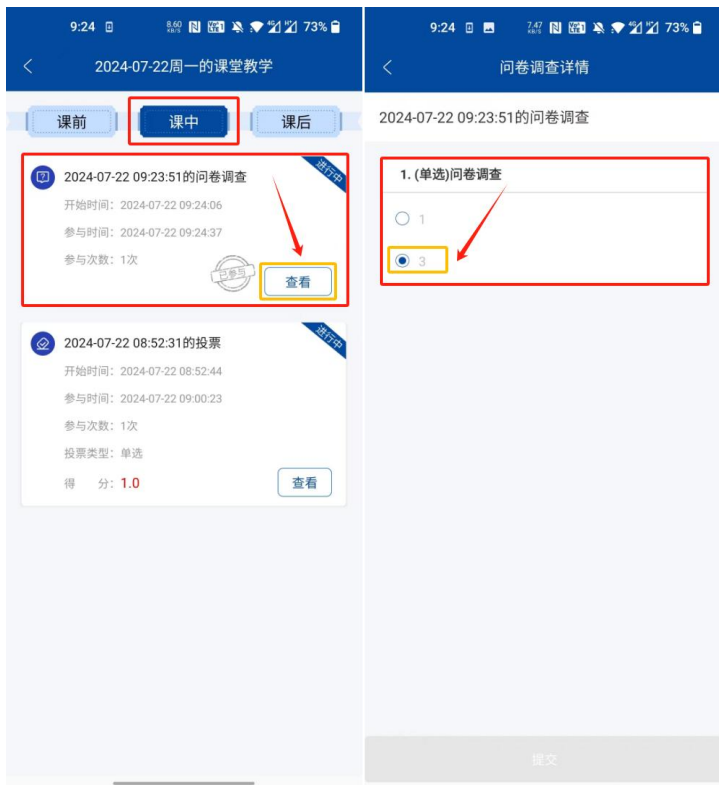 9:24
8.60
KB/S
73%
2024-07-22周一的课堂教学
课前
课中
课后
2024-07-22 09:23:51的问卷调查
进行中
开始时间：2024-07-22 09:24:06
参与时间：2024-07-22 09:24:37
参与次数：1次
已参与
查看
2024-07-22 08:52:31的投票
进行中
开始时间：2024-07-22 08:52:44
参与时间：2024-07-22 09:00:23
参与次数：1次
投票类型：单选
得 分：1.0
查看
9:24
7.47
KB/S
73%
问卷调查详情
2024-07-22 09:23:51的问卷调查
1. (单选)问卷调查
1
3
提交